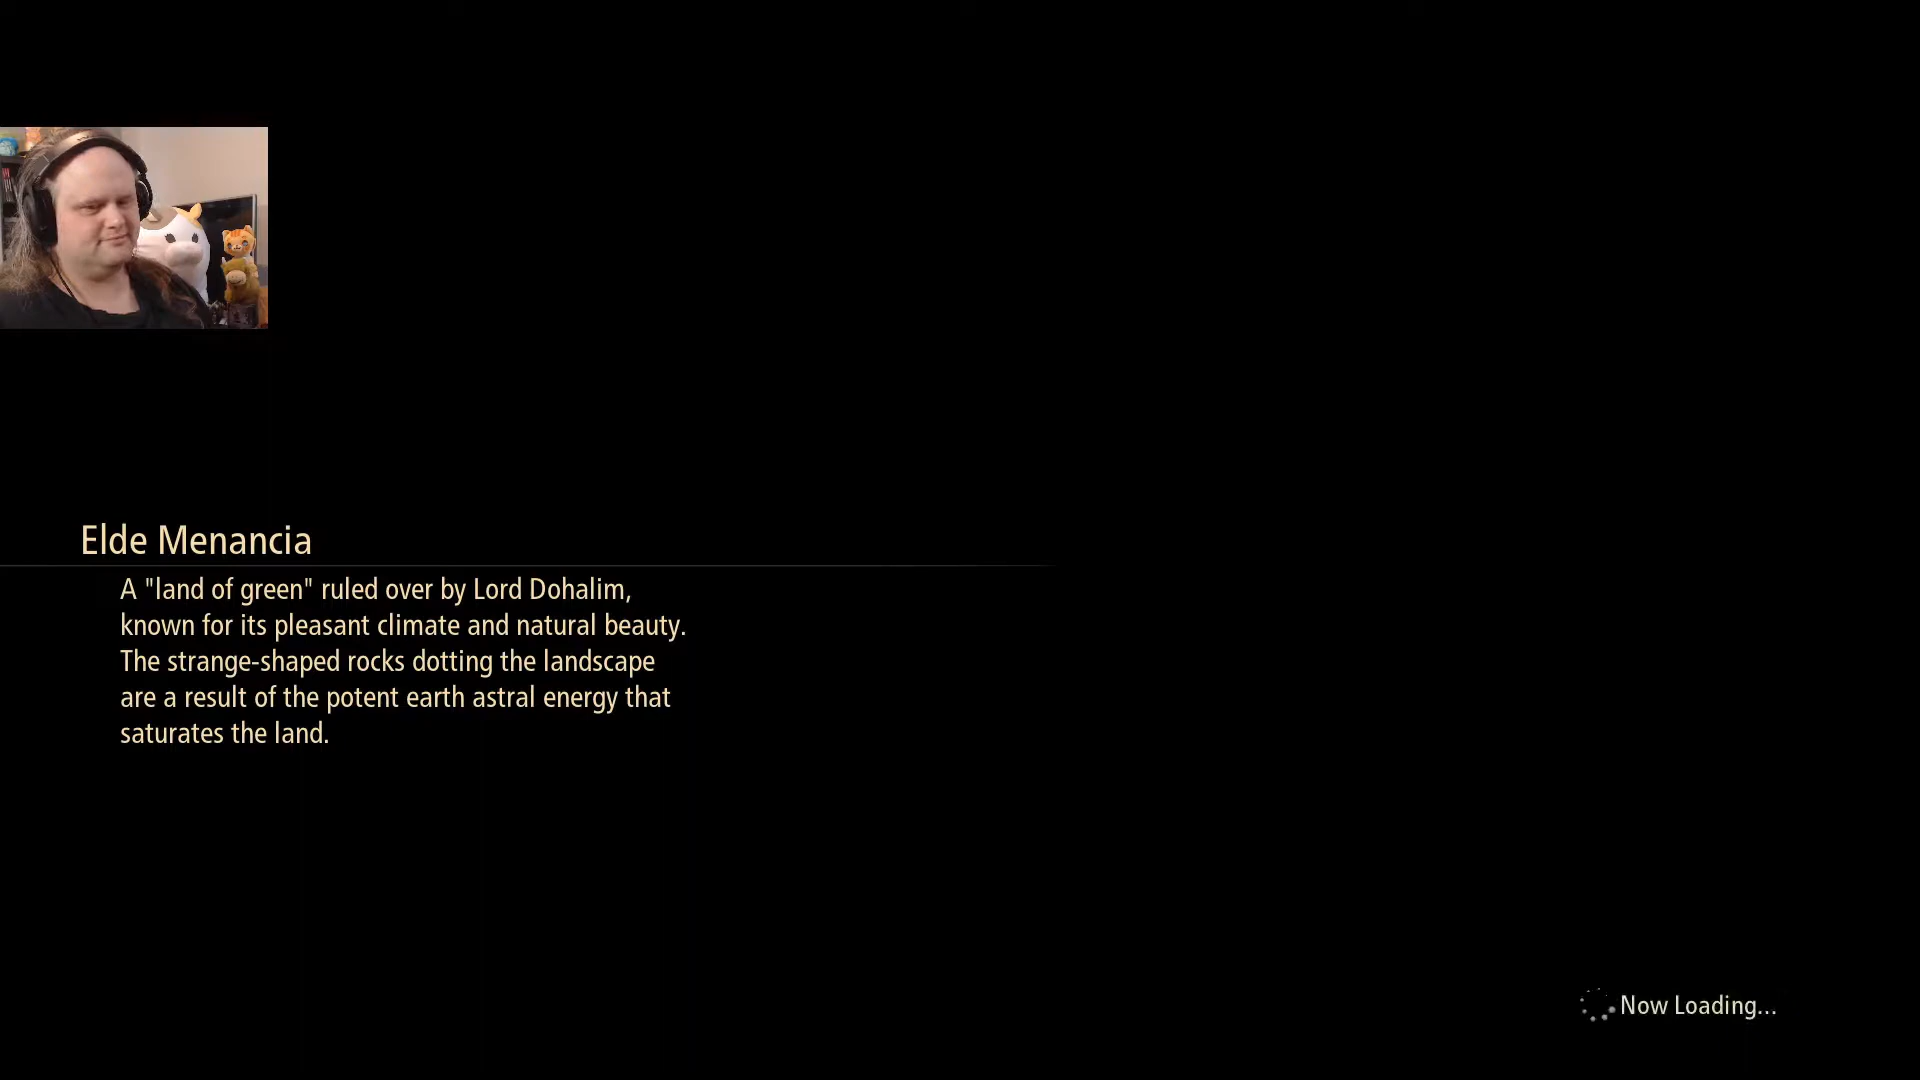 Elde Menancia
A "land of green" ruled over by Lord Dohalim,
known for its pleasant climate and natural beauty.
The strange-shaped rocks dotting the landscape
are a result of the potent earth astral energy that
saturates the land.
Now Loading...